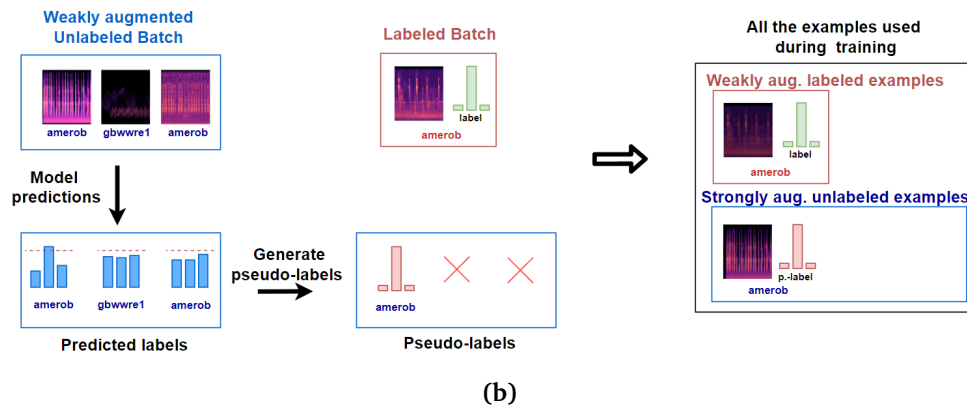 Weakly augmented
Unlabeled Batch
amerob
gbwwre1
amerob
Model
predictions
amerob
gbwwre1
amerob
Predicted labels
Generate
pseudo-labels
Labeled Batch
label
amerob
amerob
Pseudo-labels
All the examples used
during training
Weakly aug. labeled examples
label
amerob
Strongly aug. unlabeled examples
p.-label
amerob
(b)